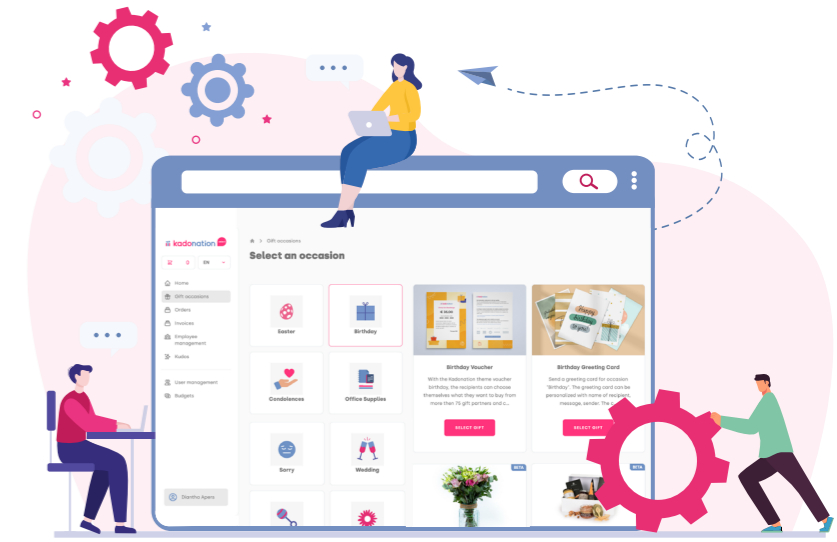 kadonation
EN
Home
Gift occasions
Orders
Invoices
Employee
management
Kudos
User management
Budgets
Gift occasions
Select an occasion
Easter
Birthday
Condolences
Office Supplies
Sorry
Wedding
Birthday Voucher
With the Kadonation theme voucher
birthday, the recipients can choose
themselves what they want to buy from
more than 75 gift partners and c...
SELECT GIFT
Birthday Greeting Card
Send a greeting card for occasion
"Birthday". The greeting card can be
personalized with name of recipient,
message, sender. The c
SELECT GIFT
Happy
Birthday
to you!
BETA
BETA